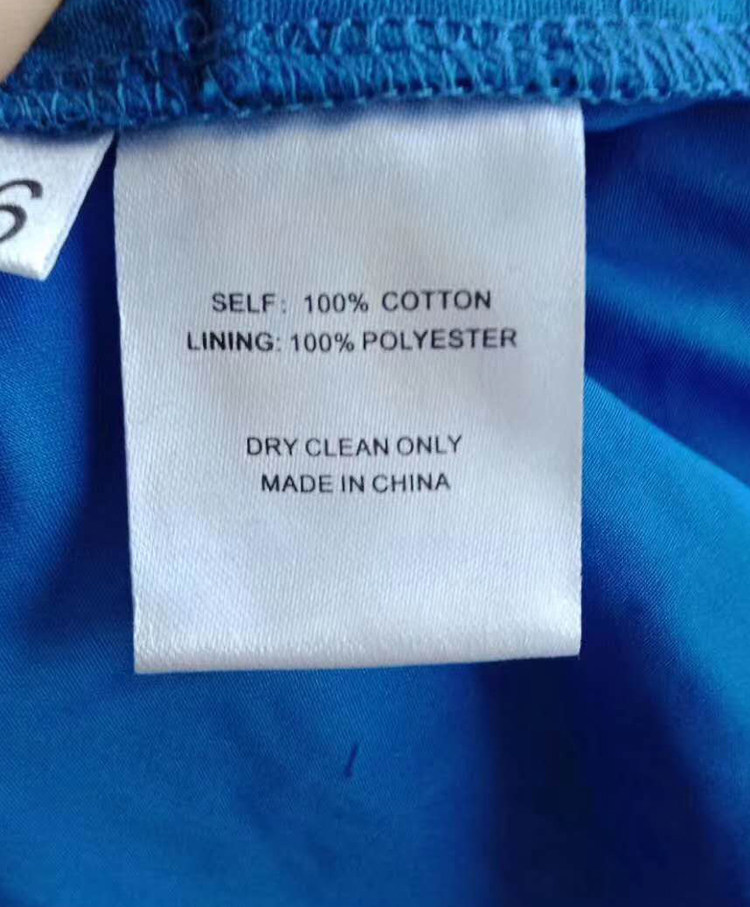 SELF: 100% COTTON
LINING: 100% POLYESTER
DRY CLEAN ONLY
MADE IN CHINA